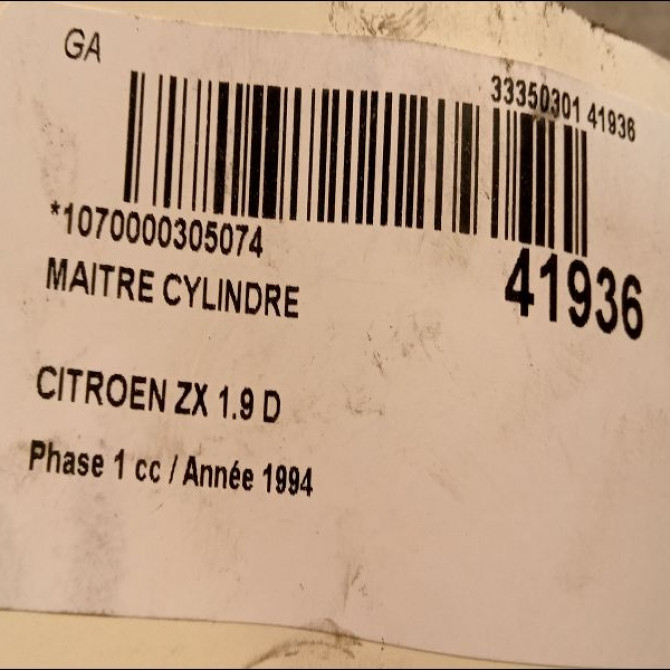 GA
33350301 41936
*1070000305074
41936
MAITRE CYLINDRE
CITROEN ZX 1.9 D
Phase 1 cc / Année 1994